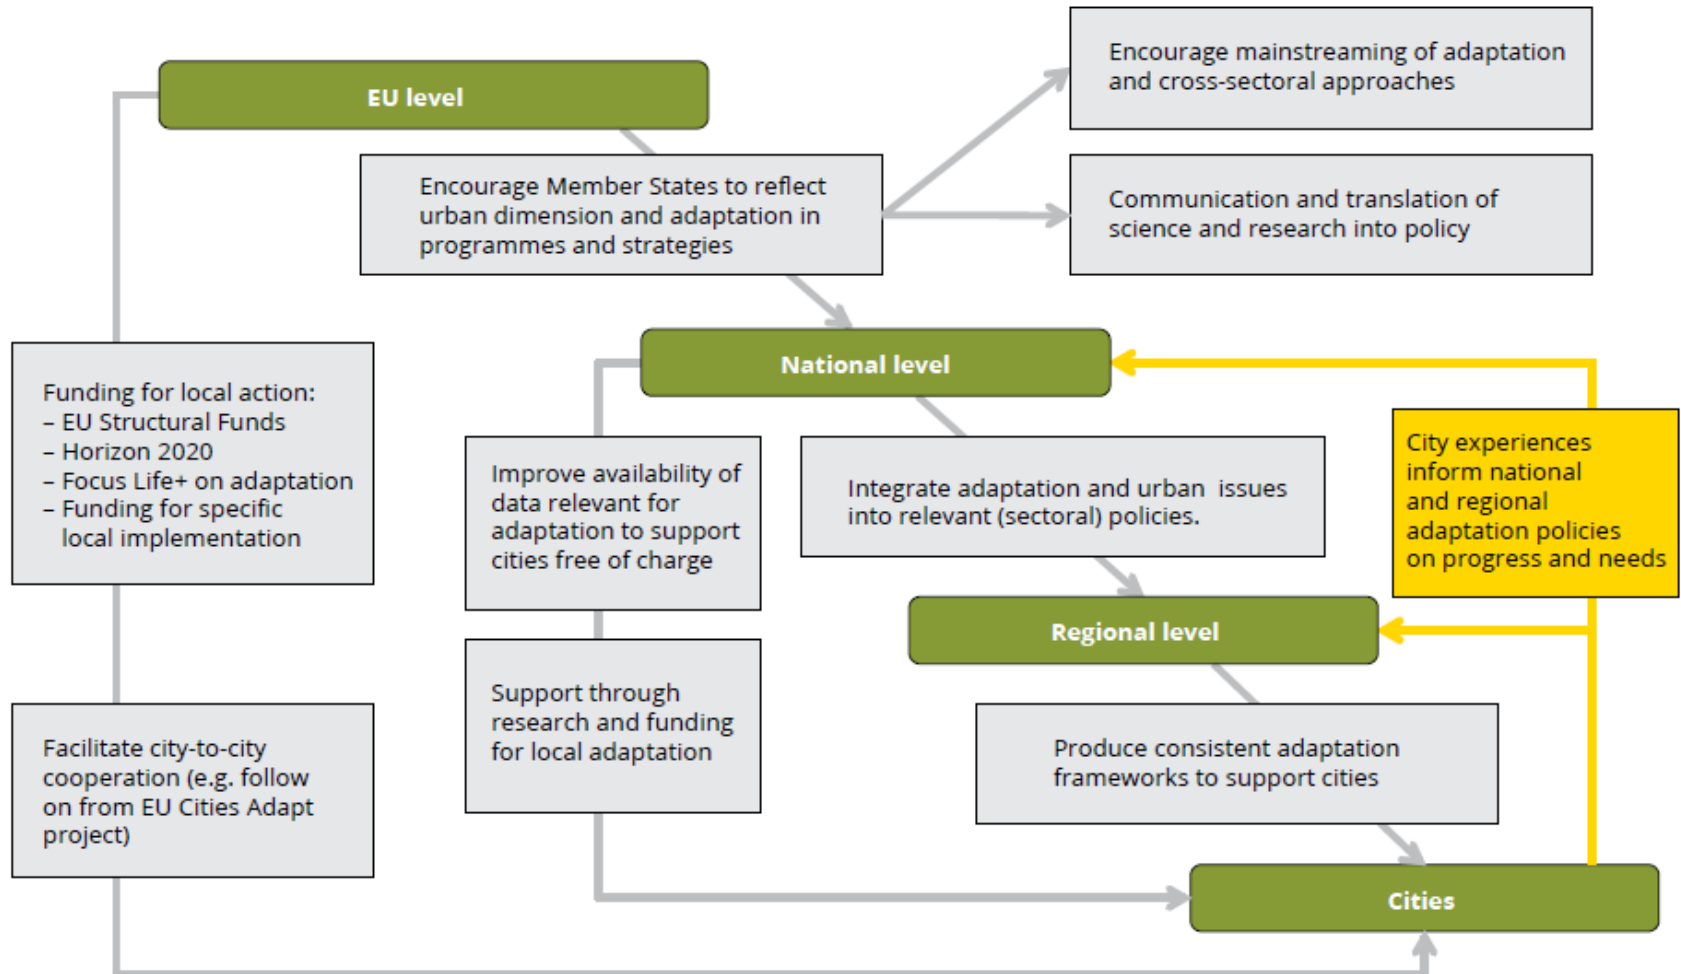 EU level
Encourage mainstreaming of adaptation
and cross-sectoral approaches
Encourage Member States to reflect
urban dimension and adaptation in
programmes and strategies
Communication and translation of
science and research into policy
National level
Funding for local action:
– EU Structural Funds
– Horizon 2020
– Focus Life+ on adaptation
– Funding for specific
local implementation
Improve availability of
data relevant for
adaptation to support
cities free of charge
Integrate adaptation and urban issues
into relevant (sectoral) policies.
City experiences
inform national
and regional
adaptation policies
on progress and needs
Regional level
Support through
research and funding
for local adaptation
Facilitate city-to-city
cooperation (e.g. follow
on from EU Cities Adapt
project)
Produce consistent adaptation
frameworks to support cities
Cities